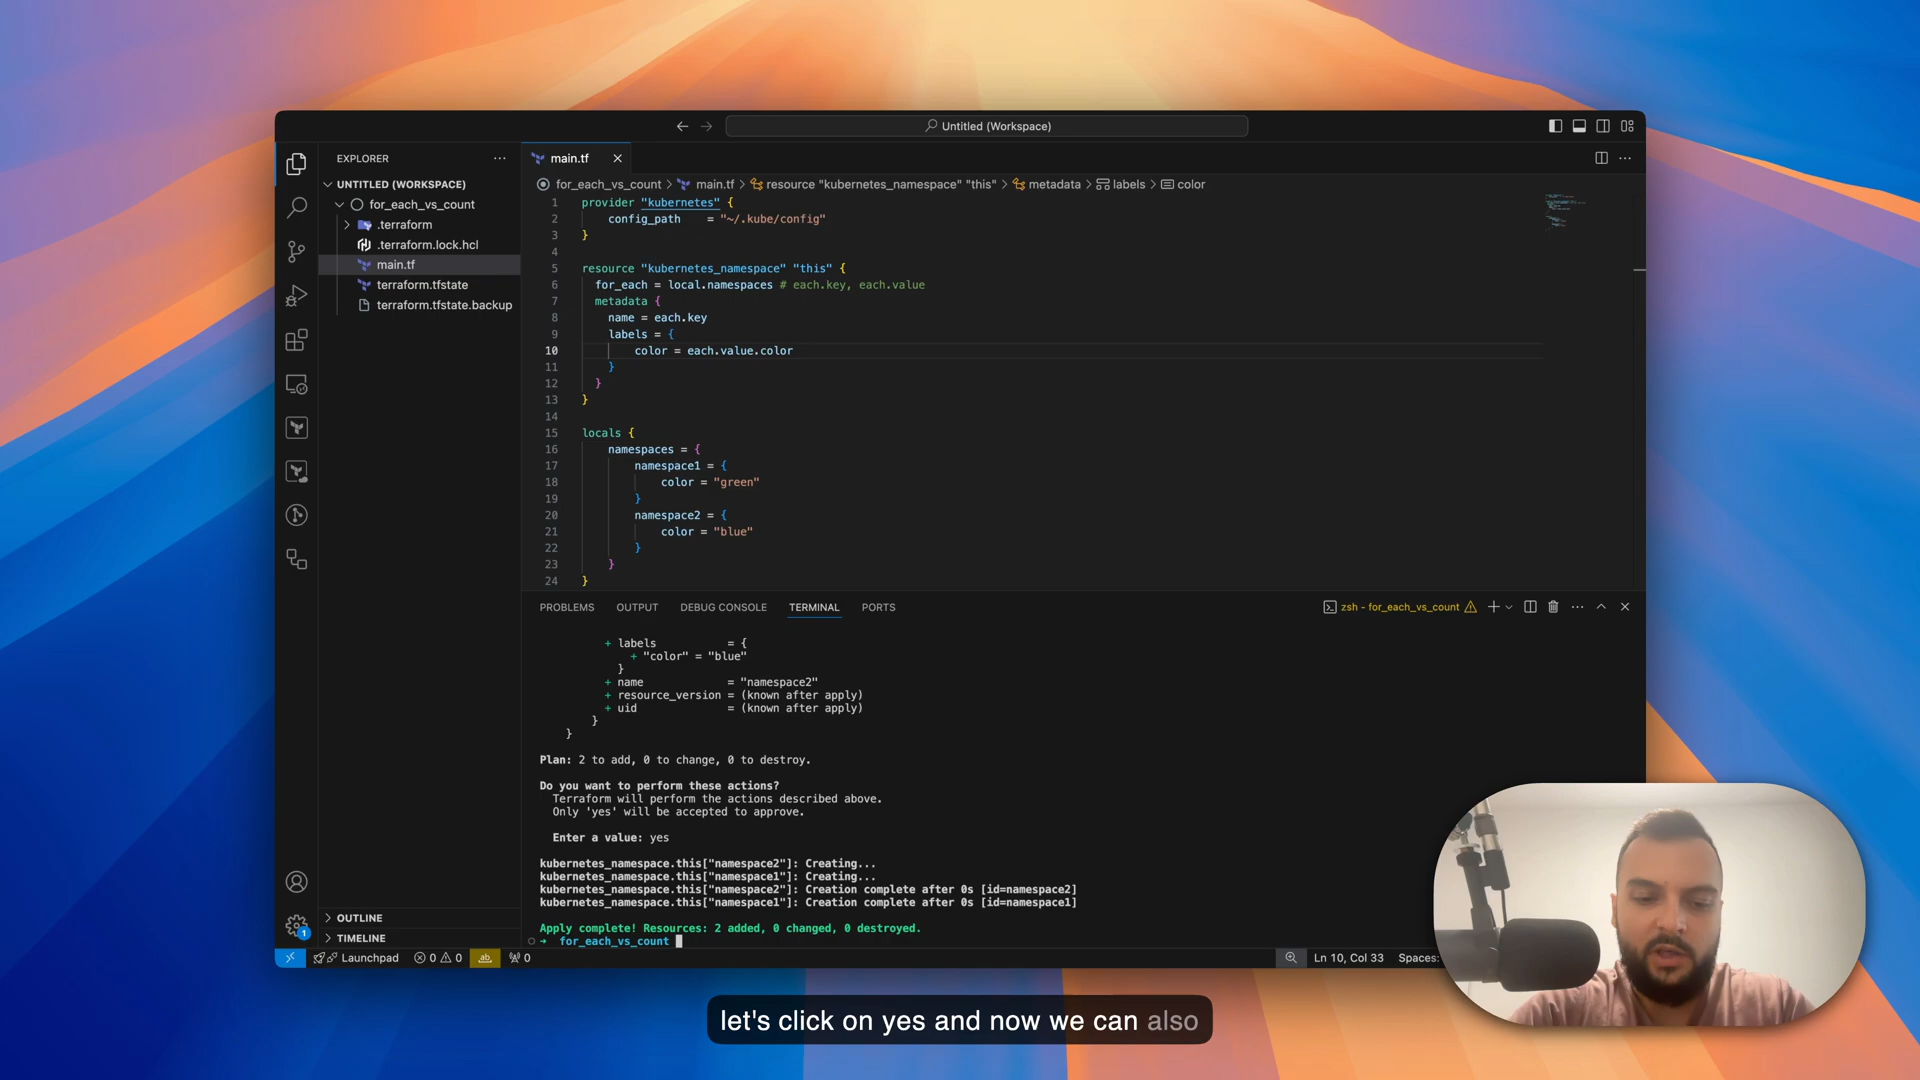 Untitled (Workspace)
EXPLORER
UNTITLED (WORKSPACE)
for_each_vs_count
.terraform
.terraform.lock.hcl
main.tf
terraform.tfstate
terraform.tfstate.backup
OUTLINE
TIMELINE
main.tf
for_each_vs_count > main.tf > resource "kubernetes_namespace" "this" > metadata > labels > color
1 provider "kubernetes" {
2 config_path = "~/.kube/config"
3 }
4
5 resource "kubernetes_namespace" "this" {
6 for_each = local.namespaces # each.key, each.value
7 metadata {
8 name = each.key
9 labels = {
10 color = each.value.color
11 }
12 }
13 }
14
15 locals {
16 namespaces = {
17 namespace1 = {
18 color = "green"
19 }
20 namespace2 = {
21 color = "blue"
22 }
23 }
24 }
PROBLEMS OUTPUT DEBUG CONSOLE TERMINAL PORTS
zsh - for_each_vs_count
+ labels = {
+ "color" = "blue"
}
+ name = "namespace2"
+ resource_version = (known after apply)
+ uid = (known after apply)
}
}
Plan: 2 to add, 0 to change, 0 to destroy.
Do you want to perform these actions?
Terraform will perform the actions described above.
Only 'yes' will be accepted to approve.
Enter a value: yes
kubernetes_namespace.this["namespace2"]: Creating...
kubernetes_namespace.this["namespace1"]: Creating...
kubernetes_namespace.this["namespace2"]: Creation complete after 0s [id=namespace2]
kubernetes_namespace.this["namespace1"]: Creation complete after 0s [id=namespace1]
Apply complete! Resources: 2 added, 0 changed, 0 destroyed.
→ for_each_vs_count
1
Launchpad 0 0 ab 0 Ln 10, Col 33 Spaces:
let's click on yes and now we can also